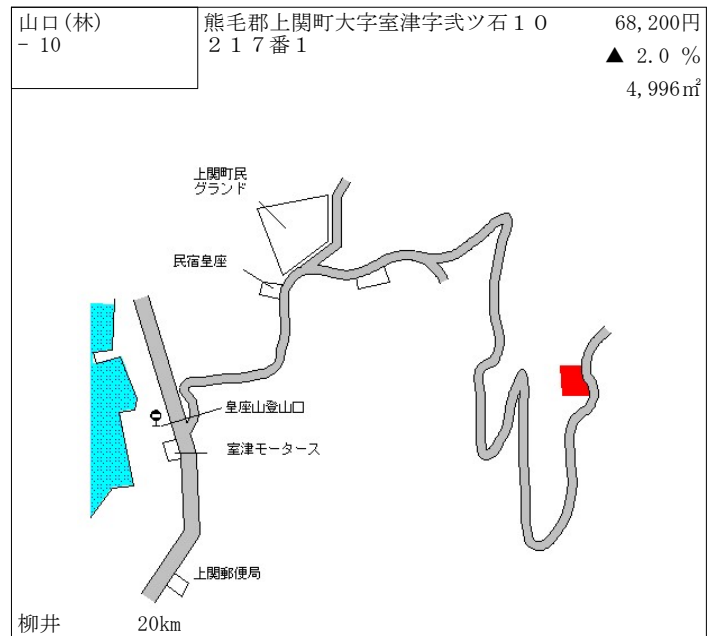 山口(林)
- 10
熊毛郡上関町大字室津字弐ツ石10
217番1
68,200円
▲ 2.0 %
4,996㎡
上関町民
グランド
民宿皇座
皇座山登山口
室津モータース
上関郵便局
柳井 20km